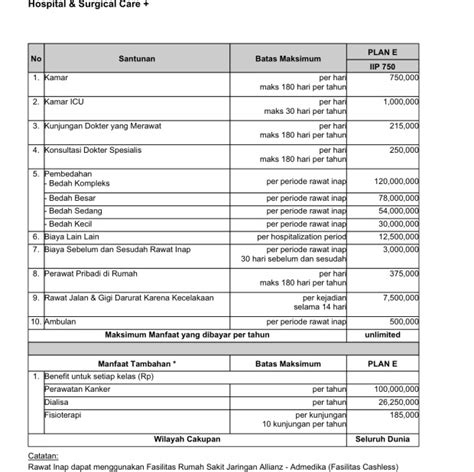 Hospital & Surgical Care +
No Santunan Batas Maksimum PLAN E
IIP 750
1. Kamar per hari 750,000
maks 180 hari per tahun
2. Kamar ICU per hari 1,000,000
maks 30 hari per tahun
3. Kunjungan Dokter yang Merawat per hari 215,000
maks 180 hari per tahun
4. Konsultasi Dokter Spesialis per hari 250,000
maks 180 hari per tahun
5. Pembedahan
- Bedah Kompleks per periode rawat inap 120,000,000
- Bedah Besar per periode rawat inap 78,000,000
- Bedah Sedang per periode rawat inap 54,000,000
- Bedah Kecil per periode rawat inap 30,000,000
6. Biaya Lain Lain per hospitalization period 12,500,000
7. Biaya Sebelum dan Sesudah Rawat Inap per periode rawat inap 3,000,000
30 hari sebelum dan sesudah
8. Perawat Pribadi di Rumah per hari 375,000
maks 180 hari per tahun
9. Rawat Jalan & Gigi Darurat Karena Kecelakaan per kejadian 7,500,000
selama 14 hari
10. Ambulan per periode rawat inap 500,000
Maksimum Manfaat yang dibayar per tahun unlimited
Manfaat Tambahan * Batas Maksimum PLAN E
1. Benefit untuk setiap kelas (Rp)
Perawatan Kanker per tahun 100,000,000
Dialisa per tahun 26,250,000
Fisioterapi per kunjungan 185,000
10 kunjungan per tahun
Wilayah Cakupan Seluruh Dunia
Catatan:
Rawat Inap dapat menggunakan Fasilitas Rumah Sakit Jaringan Allianz - Admedika (Fasilitas Cashless)